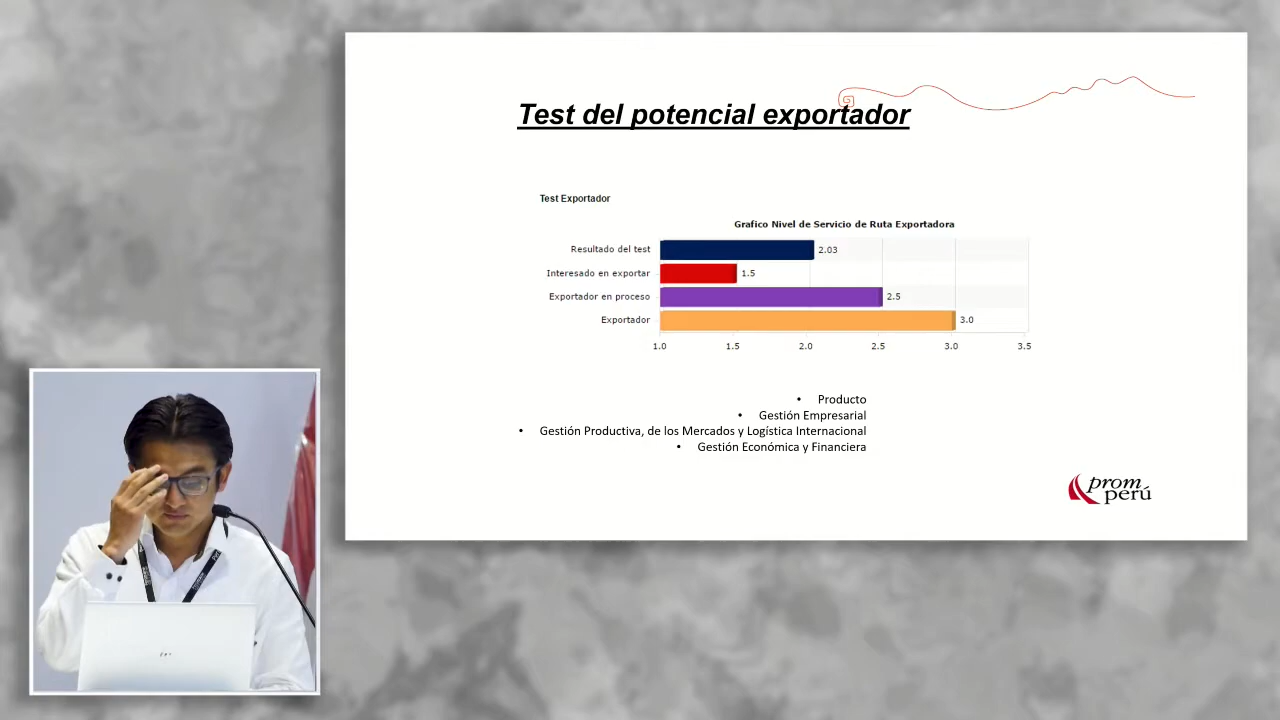 Test del potencial exportador
Test Exportador
Grafico Nivel de Servicio de Ruta Exportadora
Resultado del test 2.03
Interesado en exportar 1.5
Exportador en proceso 2.5
Exportador 3.0
1.0 1.5 2.0 2.5 3.0 3.5
• Producto
• Gestión Empresarial
• Gestión Productiva, de los Mercados y Logística Internacional
• Gestión Económica y Financiera
prom
perú